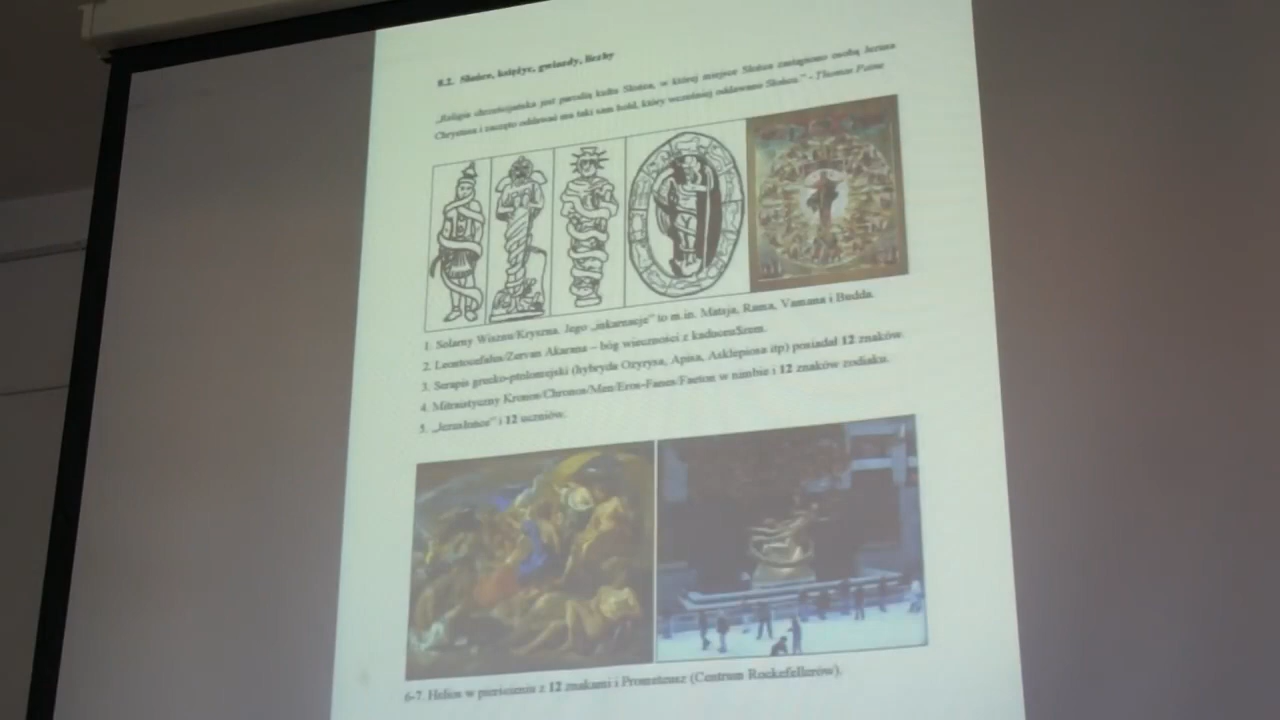 8.2. Słońce, księżyc, gwiazdy, liczby
„Religia chrześcijańska jest parodią kultu Słońca, w której miejsce Słońca zastąpiono osobą Jezusa
Chrystusa i zaczęto oddawać mu taki sam hołd, który wcześniej oddawano Słońcu." - Thomas Paine
1. Solarny Wisznu/Kryszna. Jego „inkarnacje" to m.in. Matsja, Rama, Vamana i Budda.
2. Leontocefalus/Zervan Akarana – bóg wieczności z kaduceu$zem.
3. Serapis grecko-ptolomejski (hybryda Ozyrysa, Apisa, Asklepiosa itp) posiadał 12 znaków.
4. Mitraistyczny Kronos/Chronos/Men/Eros-Fanes/Faeton w nimbie i 12 znaków zodiaku.
5. „Jezusłońce" i 12 uczniów.
6-7. Helios w pierścieniu z 12 znakami i Prometeusz (Centrum Rockefellerów).